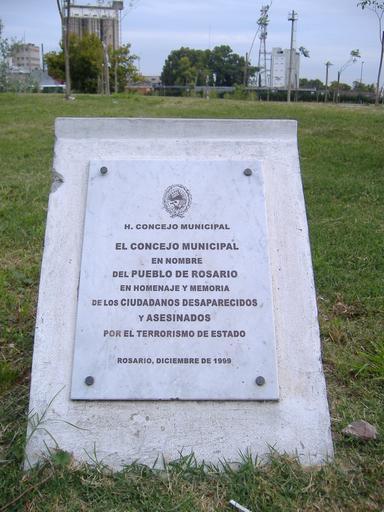 H. CONCEJO MUNICIPAL
EL CONCEJO MUNICIPAL
EN NOMBRE
DEL PUEBLO DE ROSARIO
EN HOMENAJE Y MEMORIA
DE LOS CIUDADANOS DESAPARECIDOS
Y ASESINADOS
POR EL TERRORISMO DE ESTADO
ROSARIO, DICIEMBRE DE 1999